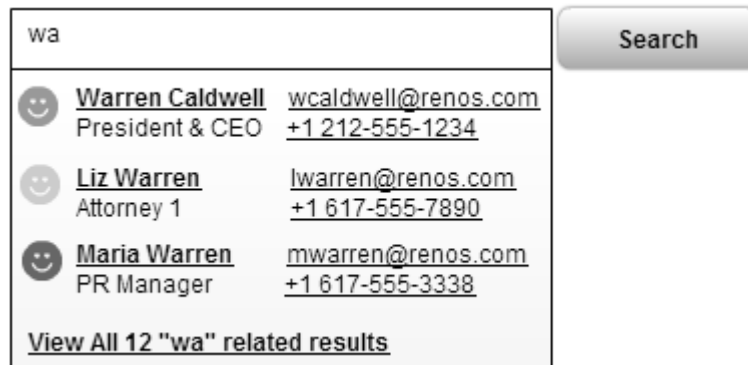 wa
Search
Warren Caldwell wcaldwell@renos.com
President & CEO +1 212-555-1234
Liz Warren lwarren@renos.com
Attorney 1 +1 617-555-7890
Maria Warren mwarren@renos.com
PR Manager +1 617-555-3338
View All 12 "wa" related results